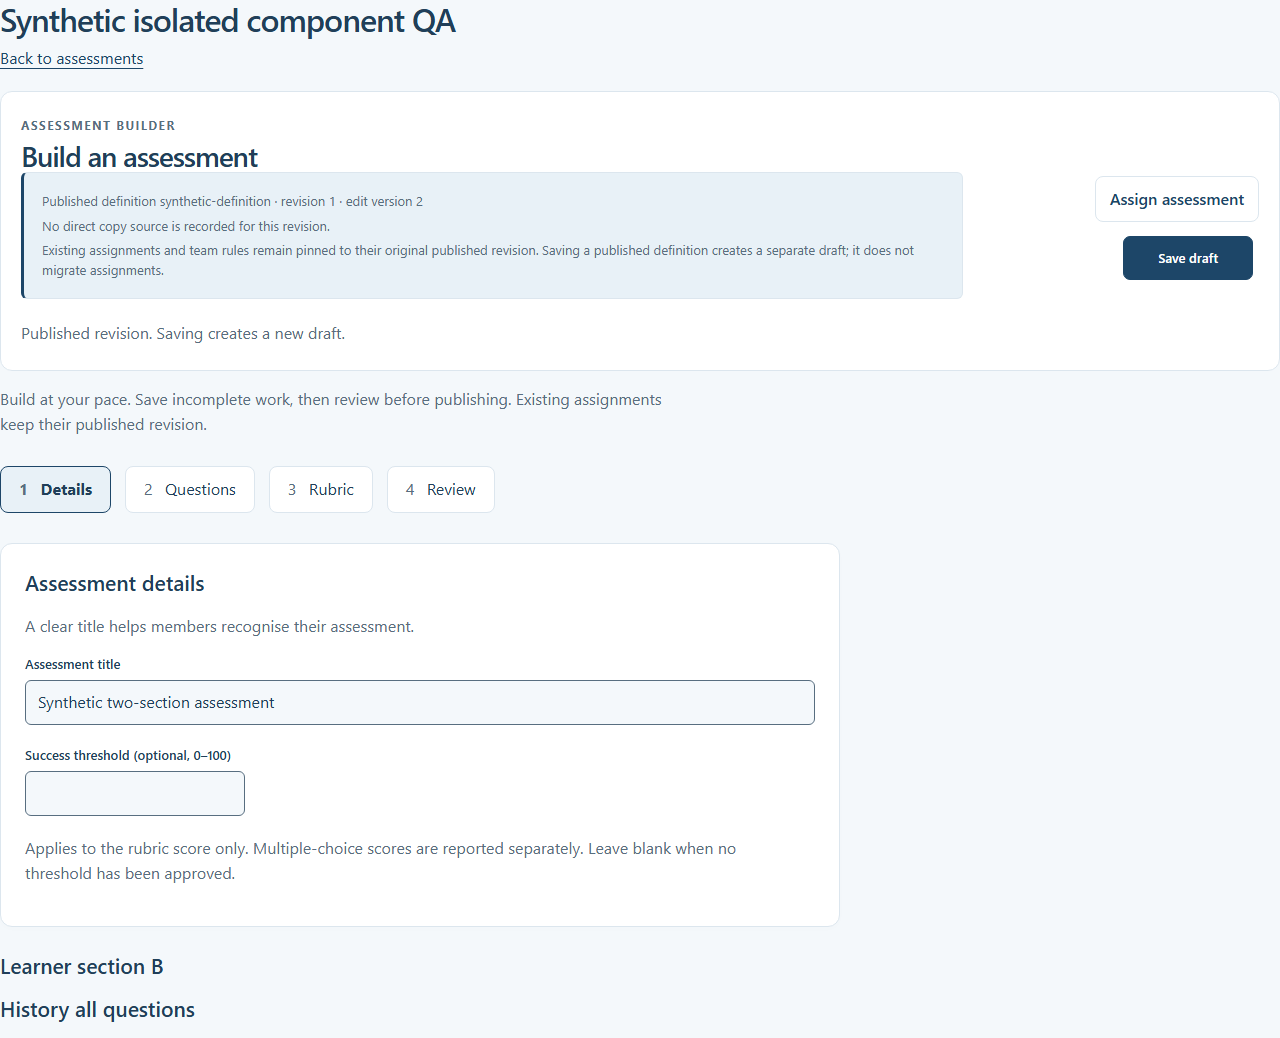 Synthetic isolated component QA
Back to assessments
ASSESSMENT BUILDER
Build an assessment
Published definition synthetic-definition · revision 1 · edit version 2
No direct copy source is recorded for this revision.
Existing assignments and team rules remain pinned to their original published revision. Saving a published definition creates a separate draft; it does not
migrate assignments.
Assign assessment
Save draft
Published revision. Saving creates a new draft.
Build at your pace. Save incomplete work, then review before publishing. Existing assignments
keep their published revision.
1 Details 2 Questions 3 Rubric 4 Review
Assessment details
A clear title helps members recognise their assessment.
Assessment title
Synthetic two-section assessment
Success threshold (optional, 0–100)
Applies to the rubric score only. Multiple-choice scores are reported separately. Leave blank when no
threshold has been approved.
Learner section B
History all questions